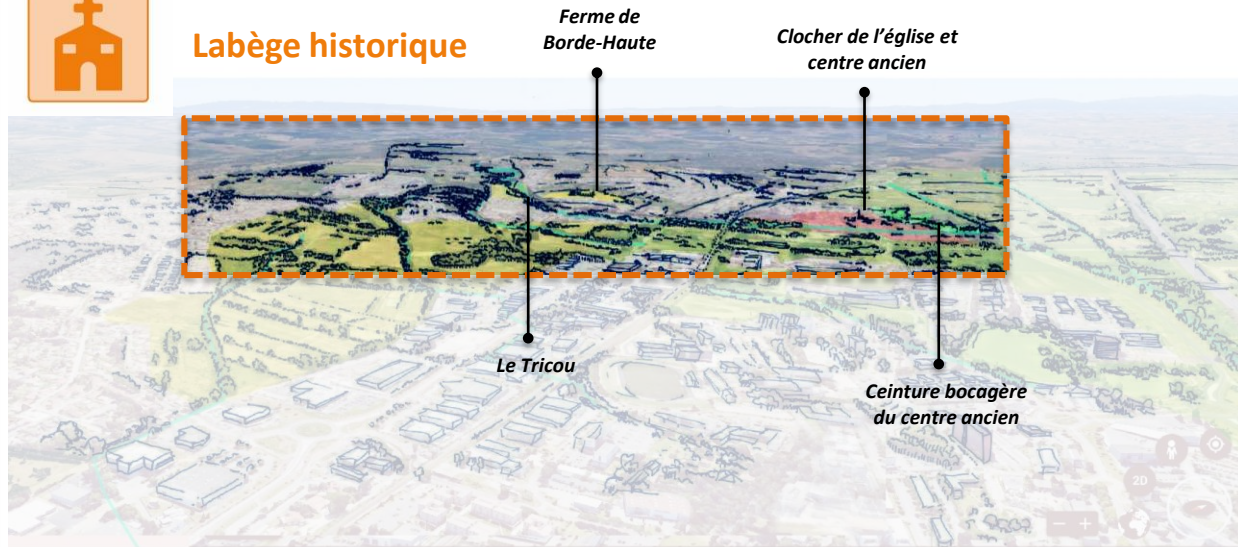 Labège historique
Ferme de
Borde-Haute
Clocher de l’église et
centre ancien
Le Tricou
Ceinture bocagère
du centre ancien
2D